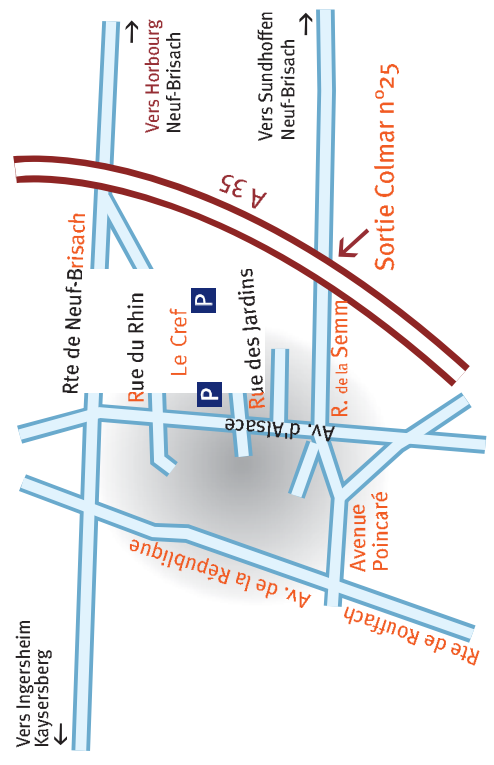 Vers Ingersheim
Kaysersberg
Rte de Neuf-Brisach
Vers Horbourg
Neuf-Brisach
Rue du Rhin
Le Cref
P
P
A 35
Rue des Jardins
Av. d'Alsace
Av. de la République
Vers Sundhoffen
Neuf-Brisach
R. de la Semm
Sortie Colmar n°25
Avenue
Poincaré
Rte de Rouffach